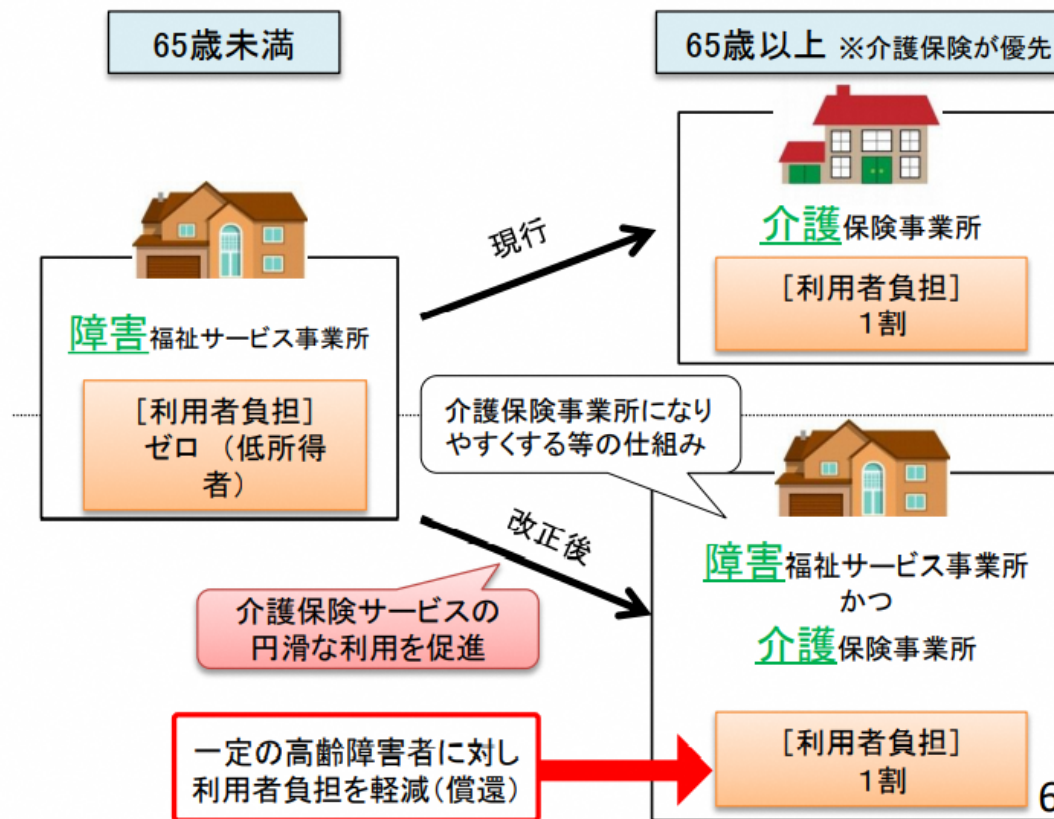 65歳未満
65歳以上 ※介護保険が優先
介護保険事業所
現行
[利用者負担]
1割
障害福祉サービス事業所
[利用者負担]
ゼロ (低所得
者)
介護保険事業所になり
やすくする等の仕組み
改正後
障害福祉サービス事業所
かつ
介護保険事業所
介護保険サービスの
円滑な利用を促進
一定の高齢障害者に対し
利用者負担を軽減(償還)
[利用者負担]
1割
6